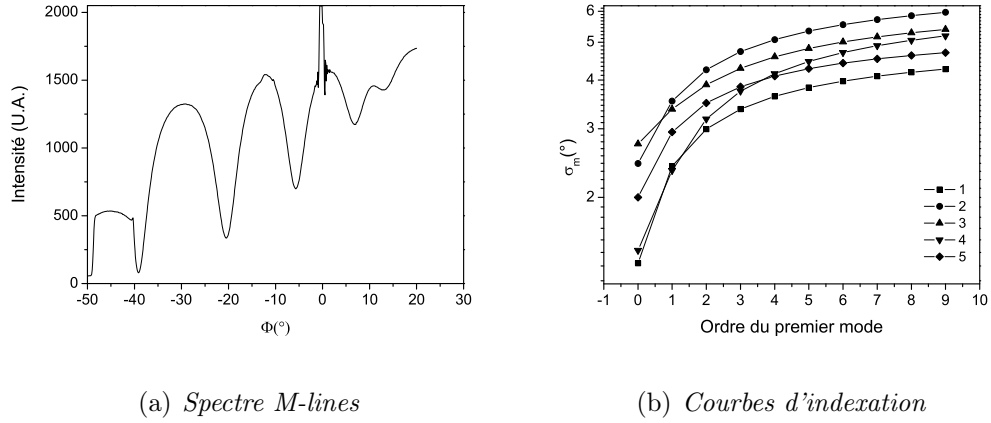 2000
1500
1000
500
0
-50 -40 -30 -20 -10 0 10 20 30
Intensité (U.A.)
Φ(°)
6
5
4
3
2
-1 0 1 2 3 4 5 6 7 8 9 10
σm(°)
Ordre du premier mode
1
2
3
4
5
(a) Spectre M-lines
(b) Courbes d'indexation